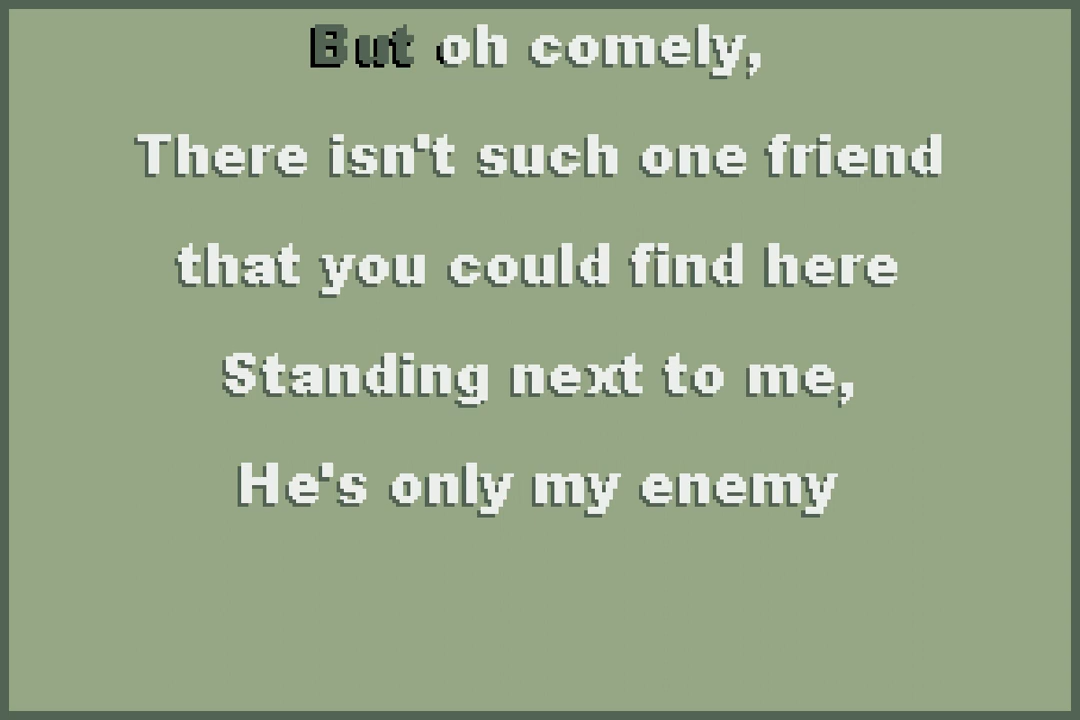 But oh comely,
There isn't such one friend
that you could find here
Standing next to me,
He's only my enemy